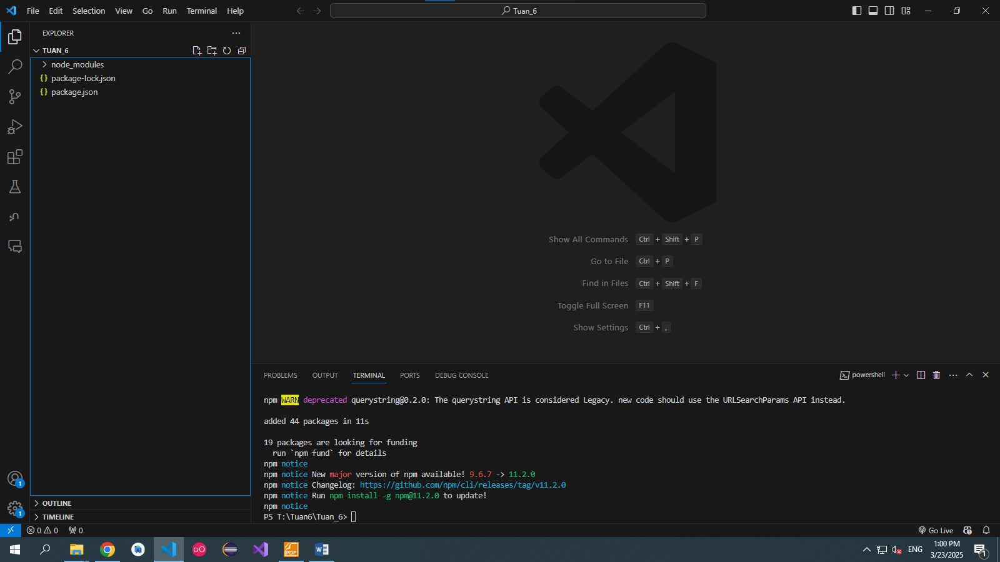 File Edit Selection View Go Run Terminal Help
Tuan_6
EXPLORER
TUAN_6
node_modules
package-lock.json
package.json
Show All Commands Ctrl + Shift + P
Go to File Ctrl + P
Find in Files Ctrl + Shift + F
Toggle Full Screen F11
Show Settings Ctrl + ,
PROBLEMS OUTPUT TERMINAL PORTS DEBUG CONSOLE
powershell
npm WARN deprecated querystring@0.2.0: The querystring API is considered Legacy. new code should use the URLSearchParams API instead.
added 44 packages in 11s
19 packages are looking for funding
run `npm fund` for details
npm notice
npm notice New major version of npm available! 9.6.7 -> 11.2.0
npm notice Changelog: https://github.com/npm/cli/releases/tag/v11.2.0
npm notice Run npm install -g npm@11.2.0 to update!
npm notice
PS T:\Tuan6\Tuan_6>
1
1
OUTLINE
TIMELINE
0 0 0
Go Live
PDF
ENG
1:00 PM
3/23/2025
1